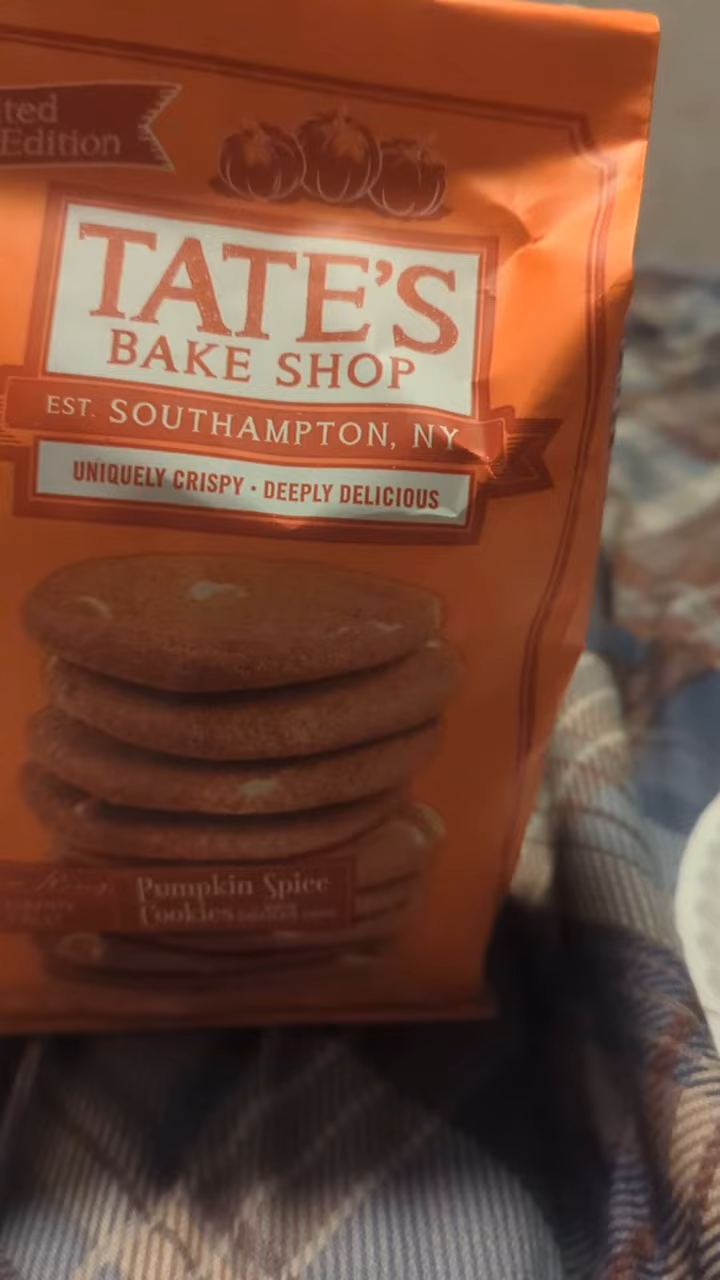 ted
Edition
TATE'S
BAKE SHOP
EST. SOUTHAMPTON, NY
UNIQUELY CRISPY • DEEPLY DELICIOUS
Pumpkin Spice
Cookies